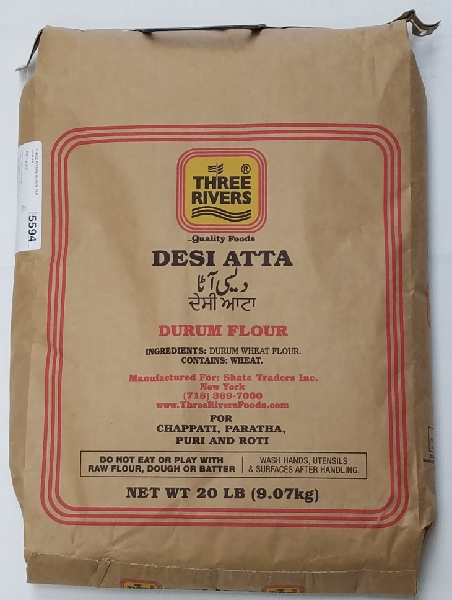 THREE
RIVERS
®
Quality Foods
DESI ATTA
دیسی آٹا
ਦੇਸੀ ਆਟਾ
DURUM FLOUR
INGREDIENTS: DURUM WHEAT FLOUR.
CONTAINS: WHEAT.
Manufactured For: Shata Traders Inc.
New York
(718) 369-7000
www.ThreeRiversFoods.com
FOR
CHAPPATI, PARATHA,
PURI AND ROTI
DO NOT EAT OR PLAY WITH
RAW FLOUR, DOUGH OR BATTER
WASH HANDS, UTENSILS
& SURFACES AFTER HANDLING.
NET WT 20 LB (9.07kg)
5594
THREE
THREE